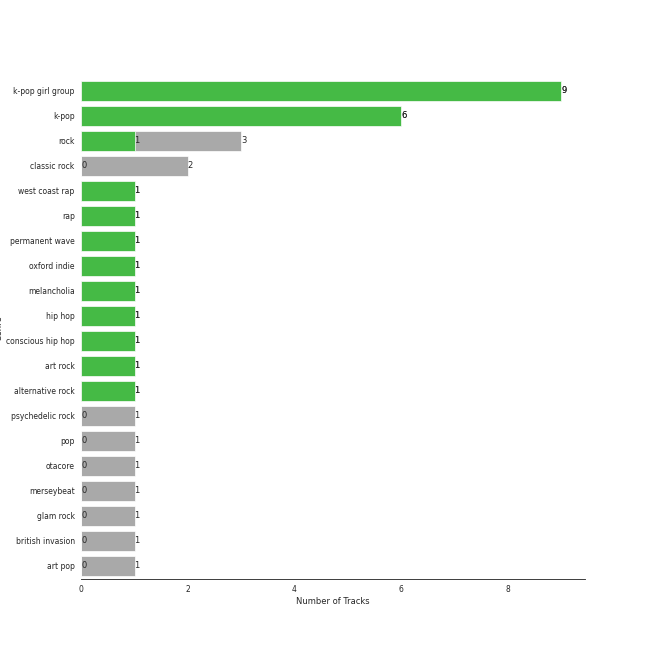 k-pop girl group 9
k-pop 6
rock 1 3
classic rock 0 2
west coast rap 1
rap 1
permanent wave 1
oxford indie 1
melancholia 1
hip hop 1
conscious hip hop 1
art rock 1
alternative rock 1
psychedelic rock 0 1
pop 0 1
otacore 0 1
merseybeat 0 1
glam rock 0 1
british invasion 0 1
art pop 0 1
0 2 4 6 8
Number of Tracks